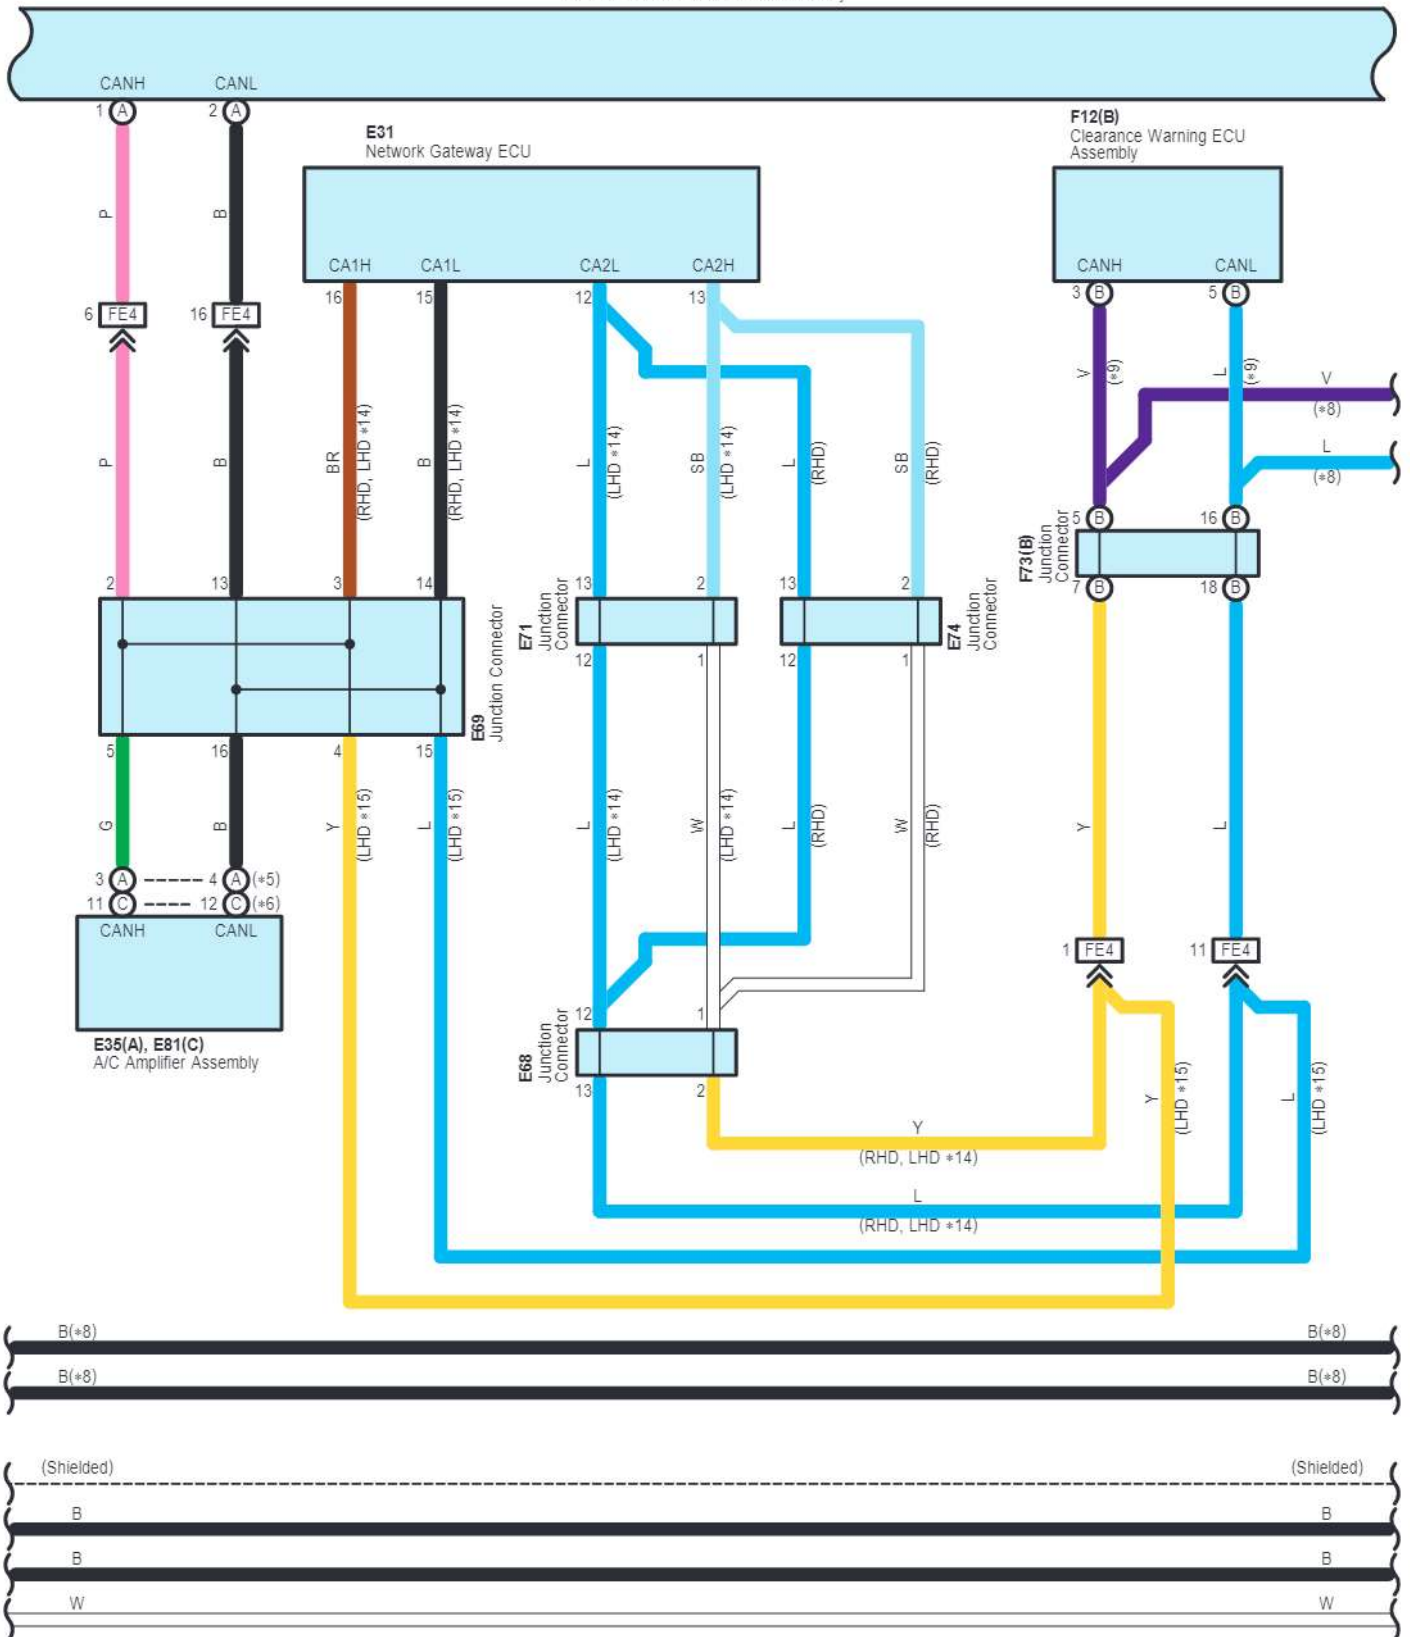 CANH
CANL
1 A
2 A
E31
Network Gateway ECU
F12(B)
Clearance Warning ECU
Assembly
P
B
CA1H
CA1L
CA2L
CA2H
CANH
CANL
16
15
12
13
3 B
5 B
6 FE4
16 FE4
V
(*9)
L
(*9)
V
(*8)
L
(*8)
P
B
BR
(RHD, LHD *14)
B
(RHD, LHD *14)
L
(LHD *14)
SB
(LHD *14)
L
(RHD)
SB
(RHD)
5 B
16 B
F73(B)
Junction
Connector
7 B
18 B
2
13
3
14
13
2
13
2
E71
Junction
Connector
E74
Junction
Connector
12
1
12
1
E69
Junction Connector
5
16
4
15
G
B
Y
(LHD *15)
L
(LHD *15)
L
(LHD *14)
W
(LHD *14)
L
(RHD)
W
(RHD)
Y
L
3 A
4 A (*5)
11 C
12 C (*6)
CANH
CANL
1 FE4
11 FE4
E35(A), E81(C)
A/C Amplifier Assembly
12
1
E68
Junction
Connector
13
2
Y
(LHD *15)
L
(LHD *15)
Y
(RHD, LHD *14)
L
(RHD, LHD *14)
B(*8)
B(*8)
B(*8)
B(*8)
(Shielded)
(Shielded)
B
B
B
B
W
W